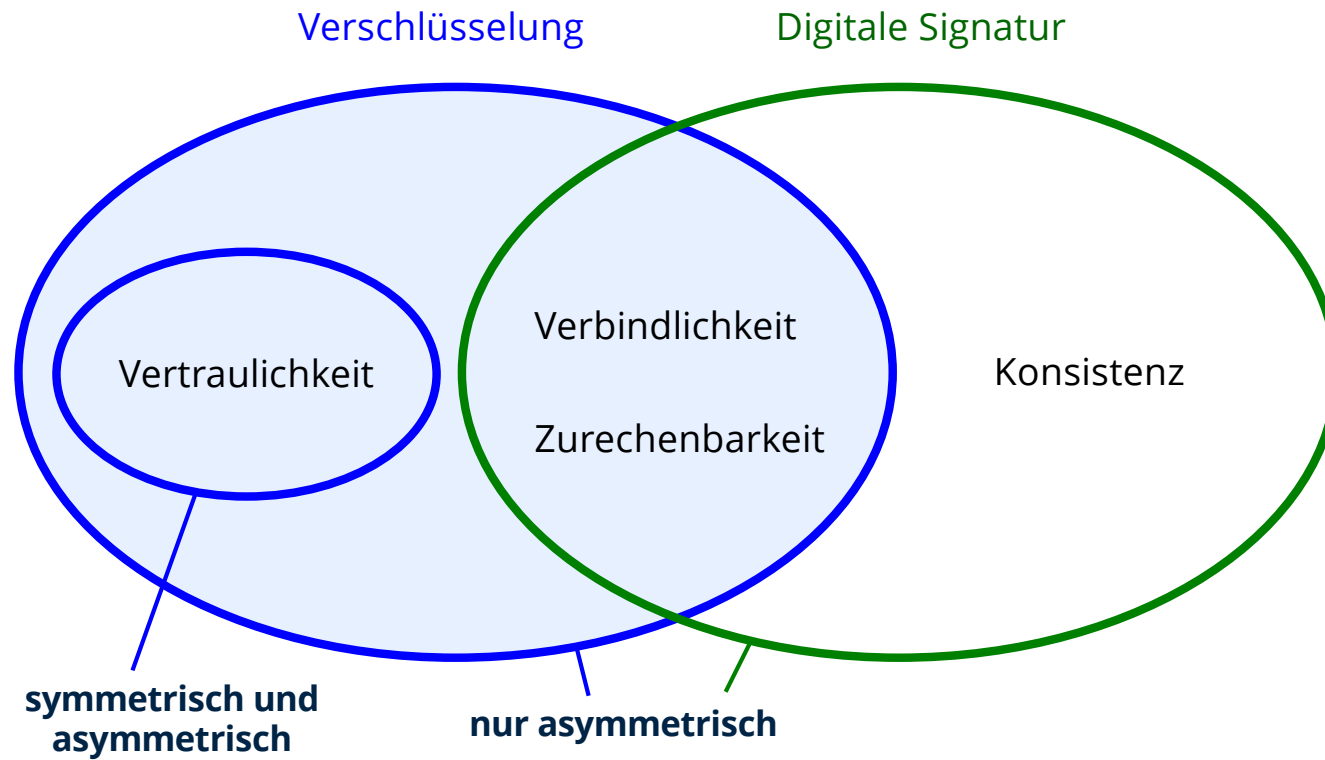 Verschlüsselung
Digitale Signatur
Vertraulichkeit
Verbindlichkeit
Zurechenbarkeit
Konsistenz
symmetrisch und
asymmetrisch
nur asymmetrisch